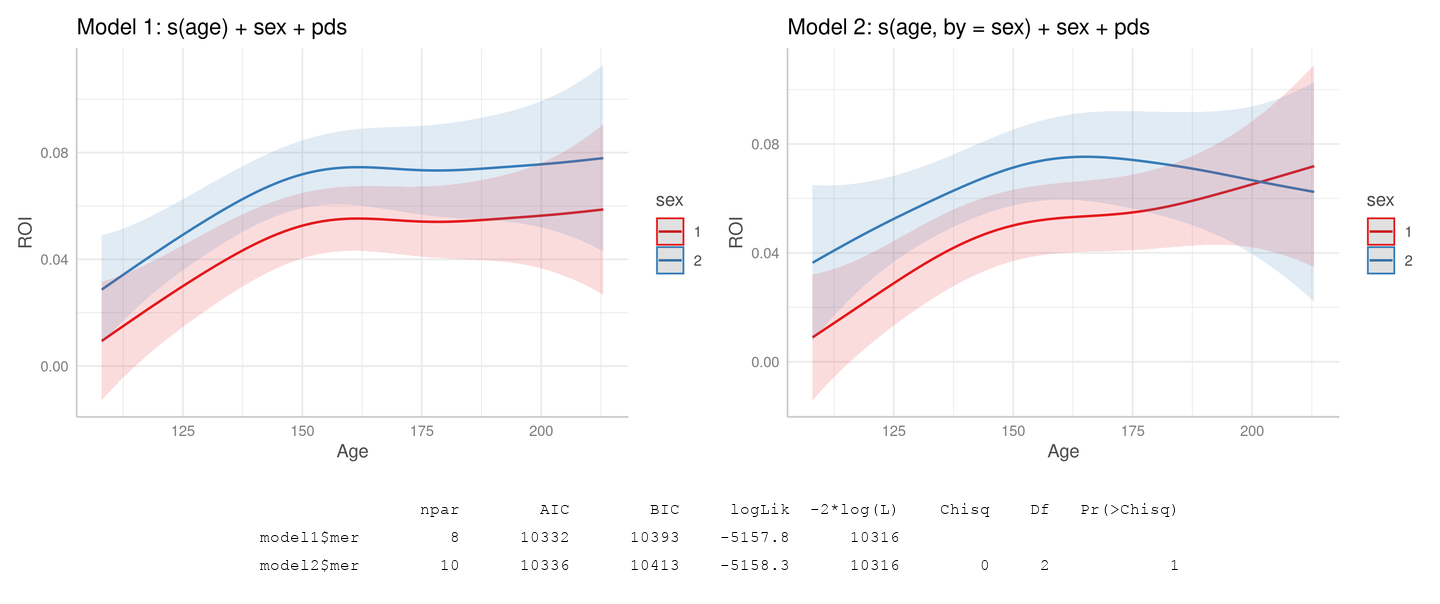 Model 1: s(age) + sex + pds
ROI
0.08
0.04
0.00
125 150 175 200
Age
sex
1
2
Model 2: s(age, by = sex) + sex + pds
ROI
0.08
0.04
0.00
125 150 175 200
Age
sex
1
2
npar AIC BIC logLik -2*log(L) Chisq Df Pr(>Chisq)
model1$mer 8 10332 10393 -5157.8 10316
model2$mer 10 10336 10413 -5158.3 10316 0 2 1